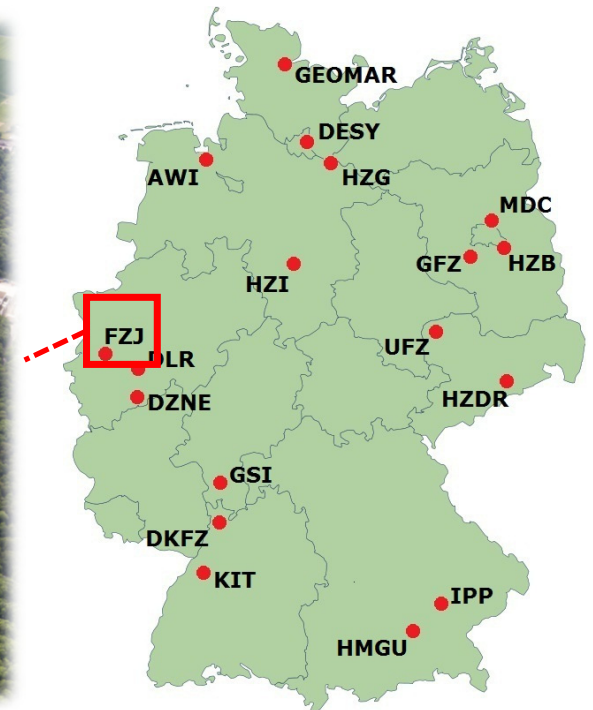 GEOMAR
DESY
AWI
HZG
MDC
GFZ
HZB
HZI
FZJ
UFZ
DLR
HZDR
DZNE
GSI
DKFZ
KIT
IPP
HMGU